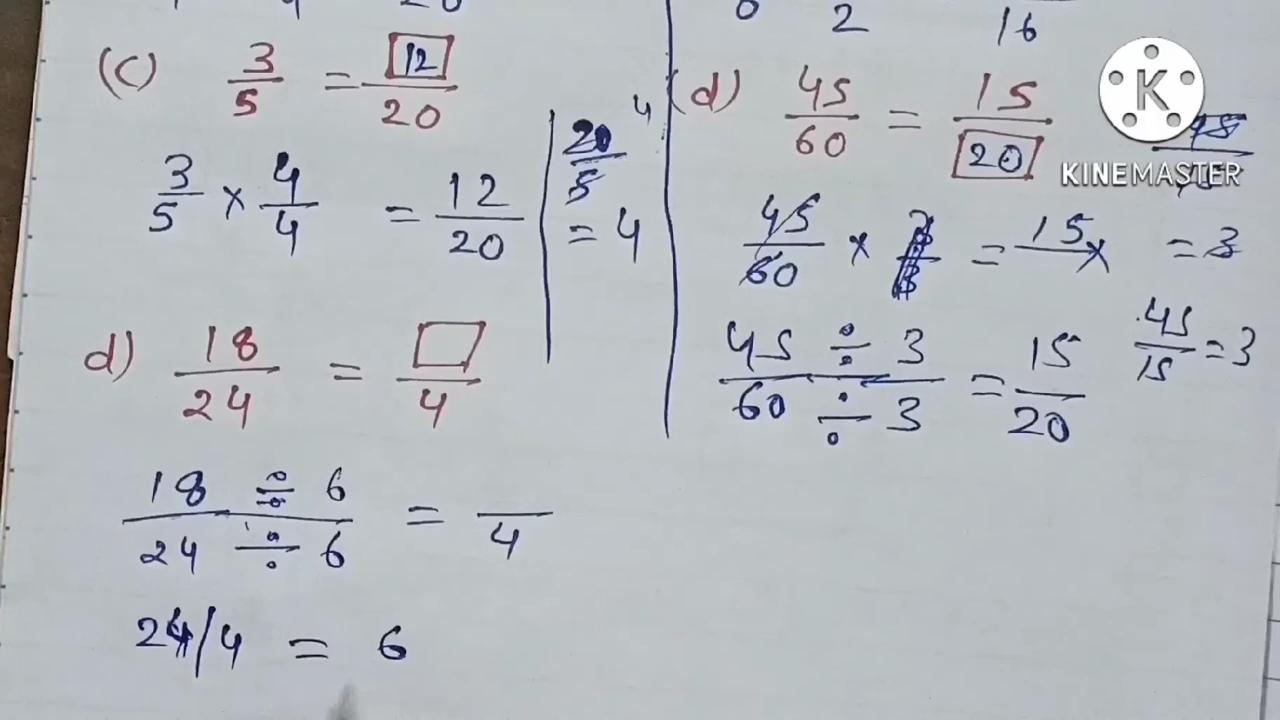 (c) 3/5 = 12/20
3/5 × 4/4 = 12/20
20/5 4
= 4
d) 18/24 = □/4
18 ÷ 6 / 24 ÷ 6 = /4
24/4 = 6
2
16
(d) 45/60 = 15/20
45/60 × = 15/ × = 3
45 ÷ 3 / 60 ÷ 3 = 15/20
45/15 = 3
K
KINEMASTER